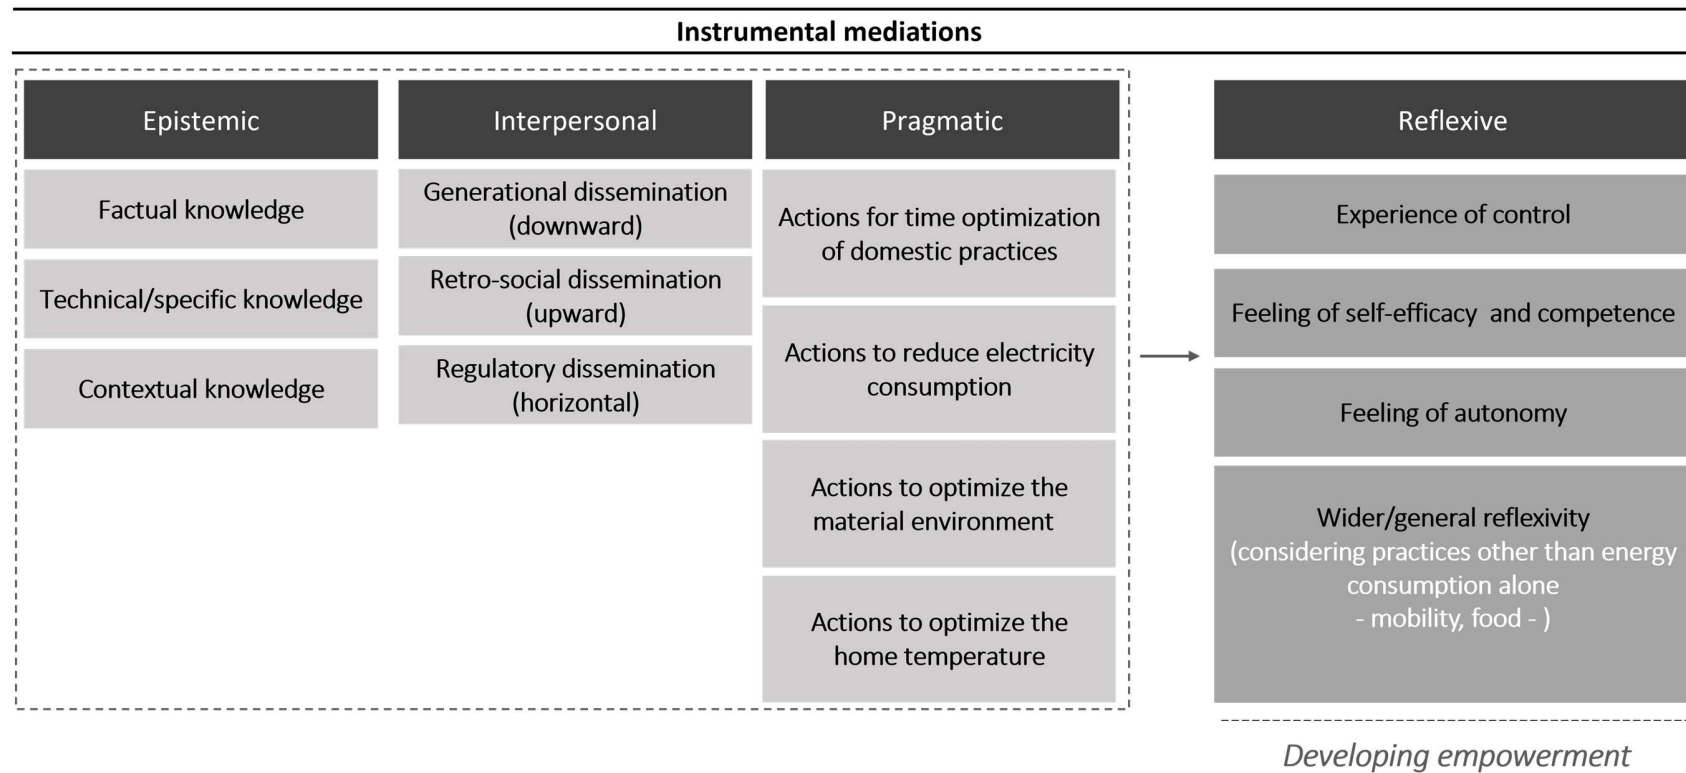 Instrumental mediations
Epistemic
Factual knowledge
Technical/specific knowledge
Contextual knowledge
Interpersonal
Generational dissemination
(downward)
Retro-social dissemination
(upward)
Regulatory dissemination
(horizontal)
Pragmatic
Actions for time optimization
of domestic practices
Actions to reduce electricity
consumption
Actions to optimize the
material environment
Actions to optimize the
home temperature
Reflexive
Experience of control
Feeling of self-efficacy and competence
Feeling of autonomy
Wider/general reflexivity
(considering practices other than energy
consumption alone
- mobility, food - )
Developing empowerment